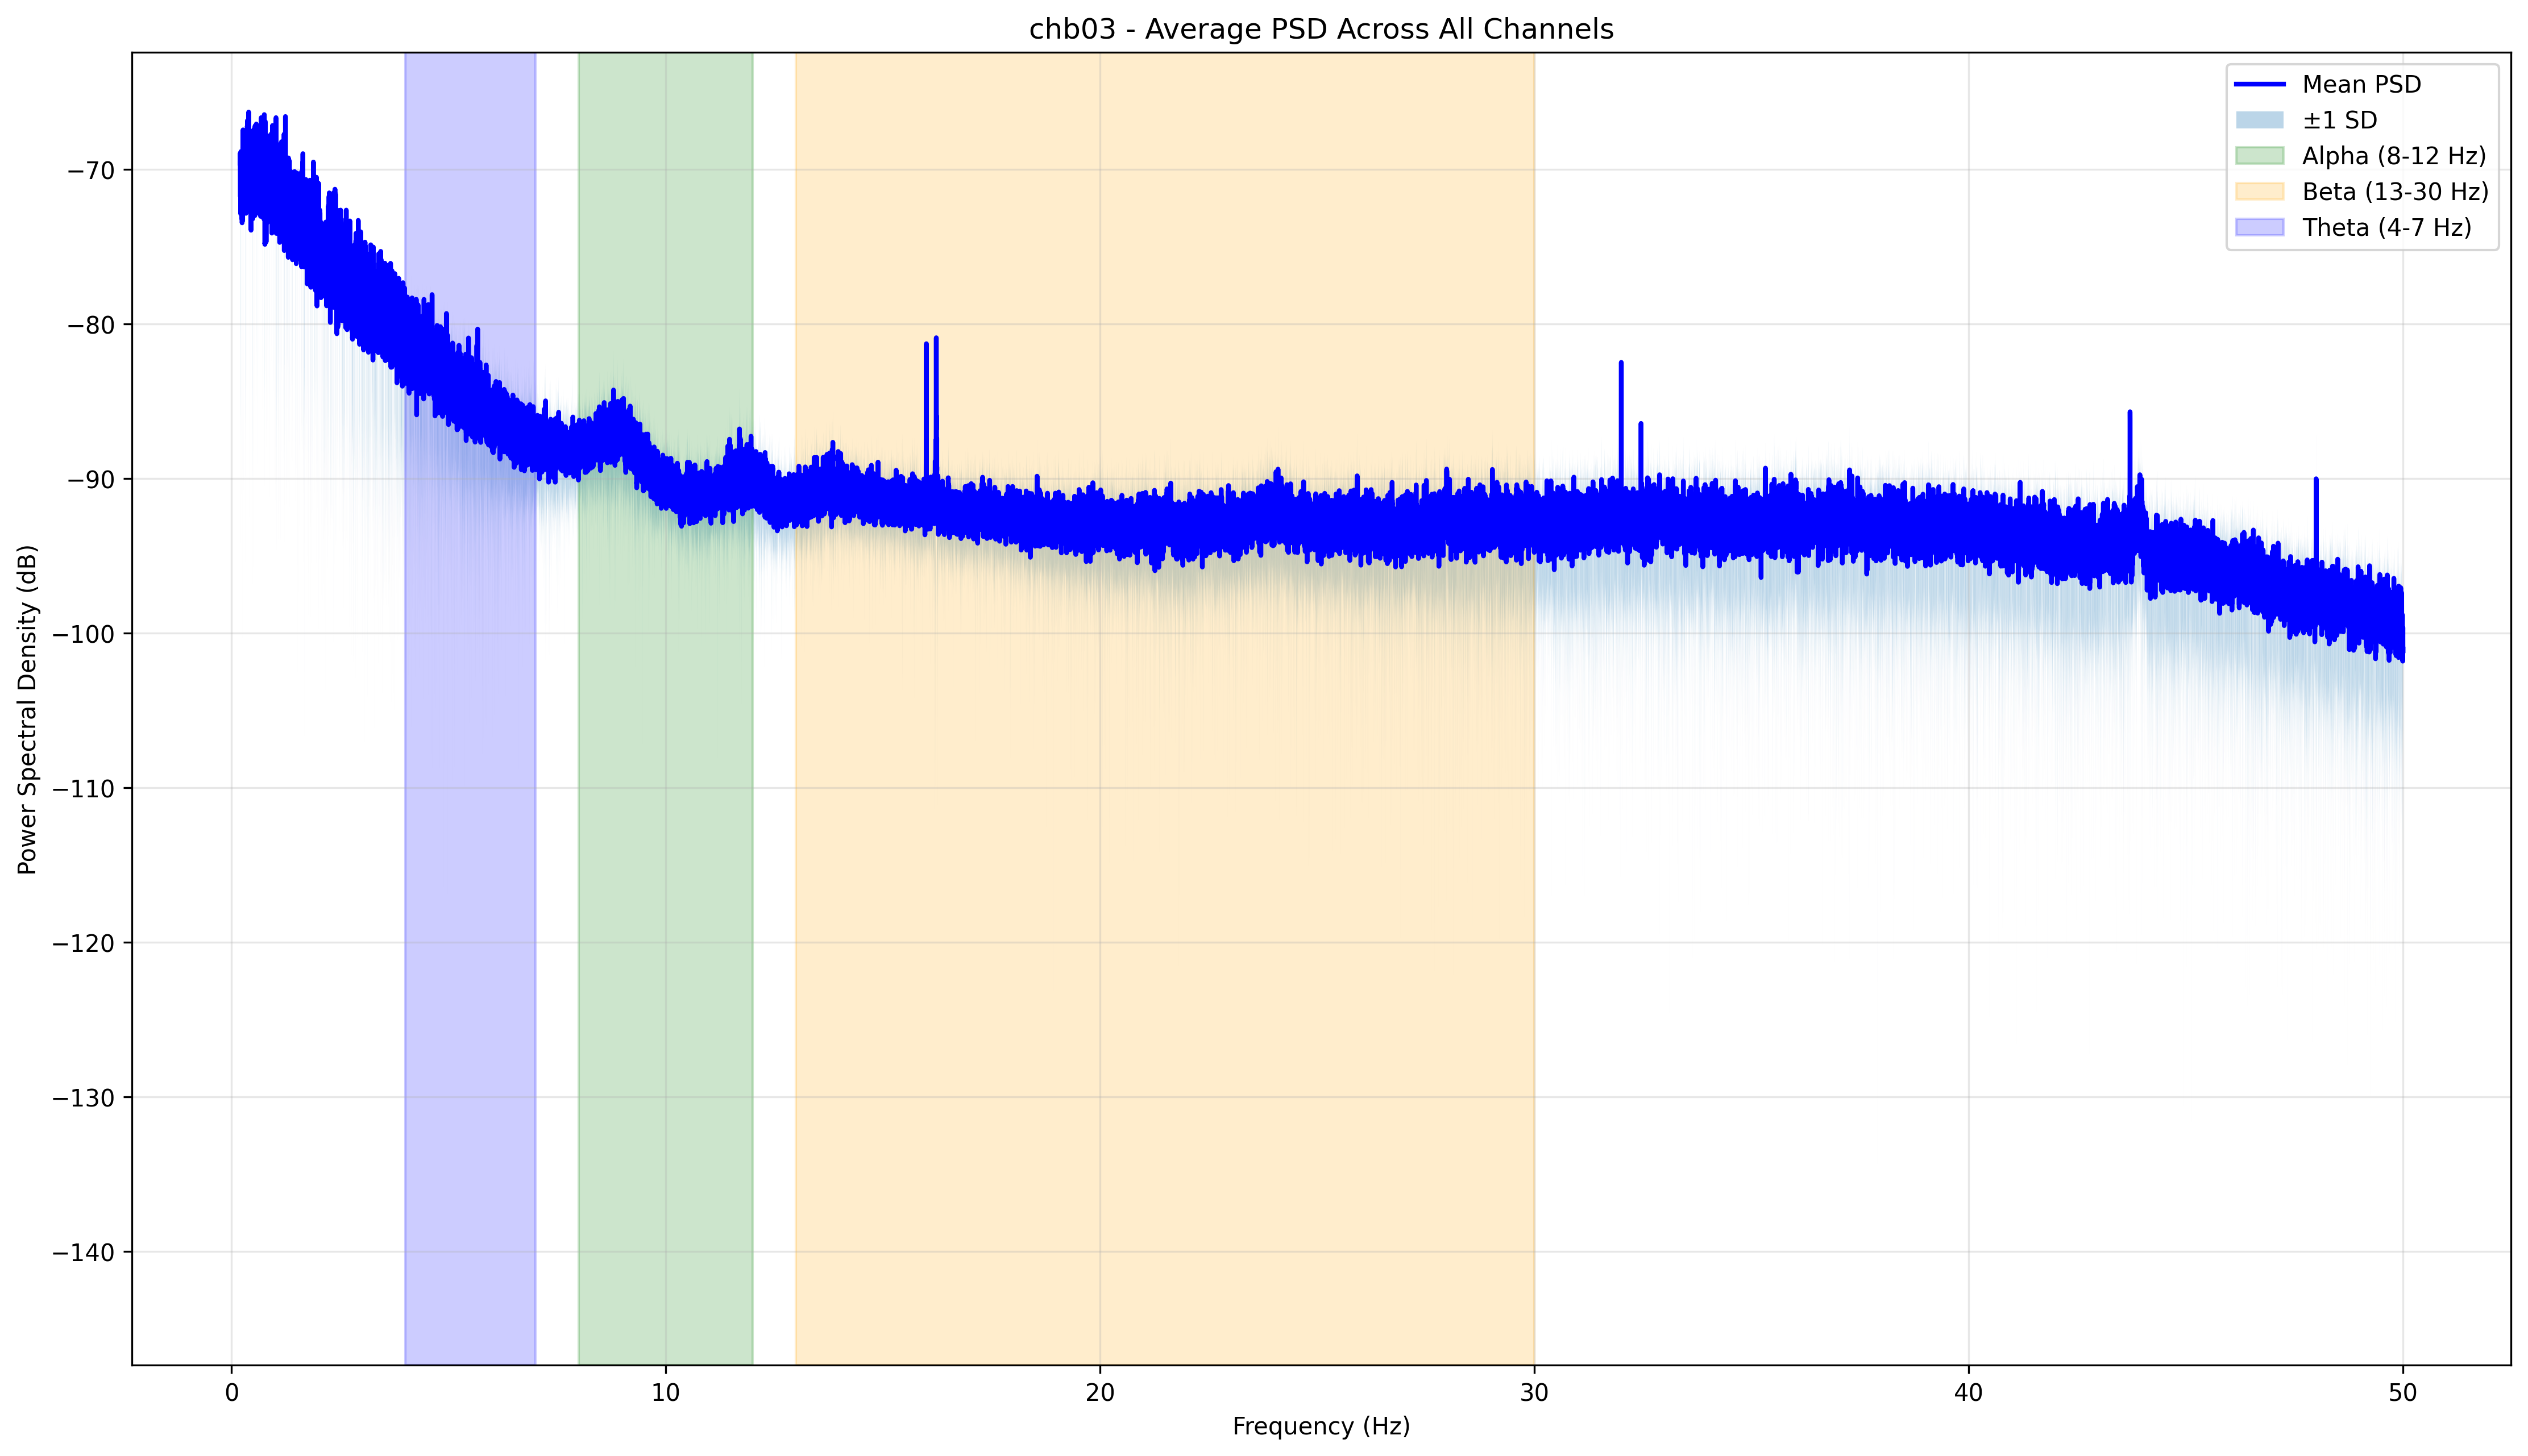 chb03 - Average PSD Across All Channels
Mean PSD
±1 SD
Alpha (8-12 Hz)
Beta (13-30 Hz)
Theta (4-7 Hz)
Power Spectral Density (dB)
−70
−80
−90
−100
−110
−120
−130
−140
0 10 20 30 40 50
Frequency (Hz)